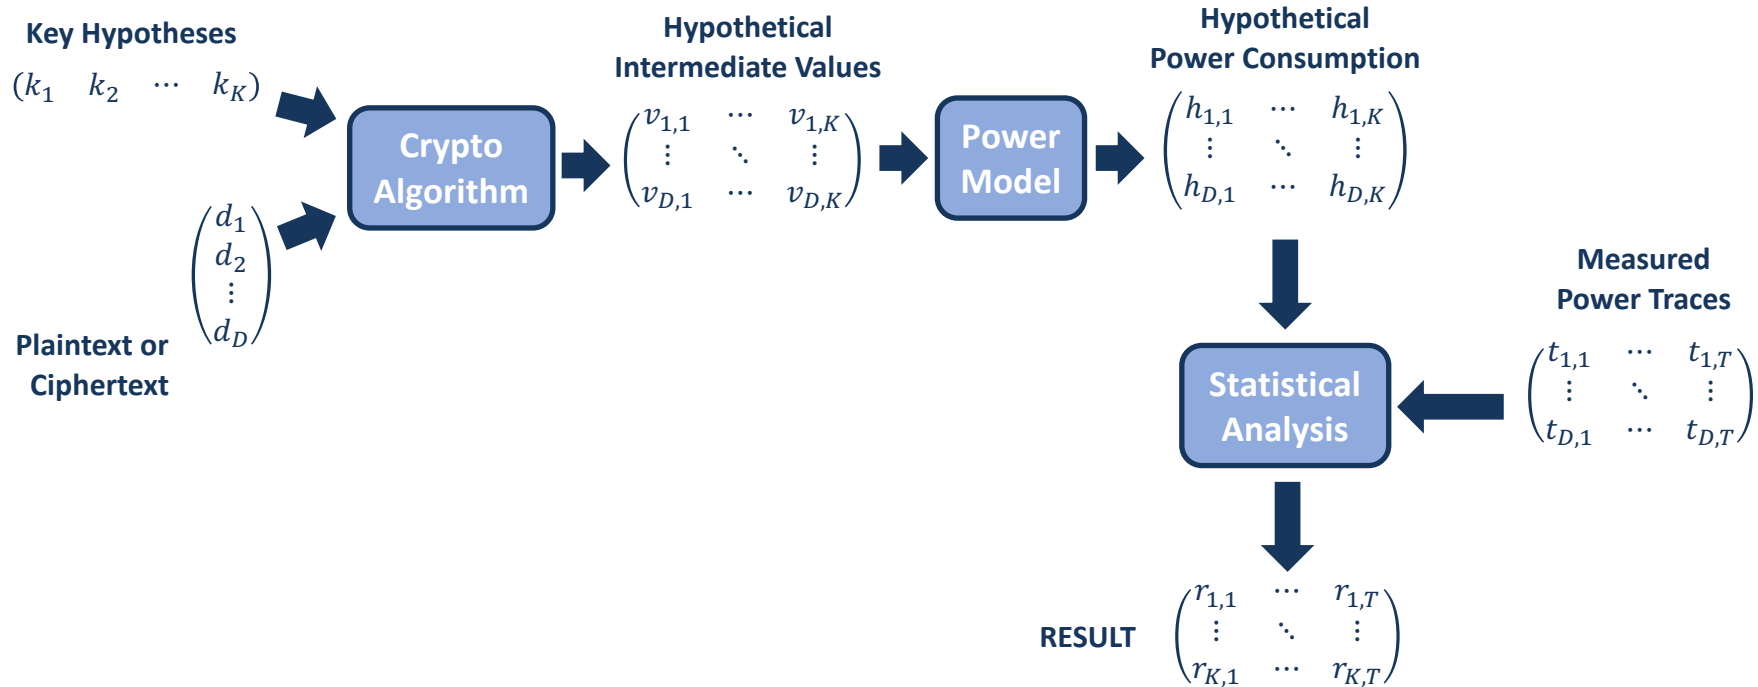 Key Hypotheses
(k₁ k₂ ⋯ k_K)
Plaintext or
Ciphertext
d₁
d₂
⋮
d_D
Crypto
Algorithm
Hypothetical
Intermediate Values
v₁,₁ ⋯ v₁,K
⋮ ⋱ ⋮
v_D,₁ ⋯ v_D,K
Power
Model
Hypothetical
Power Consumption
h₁,₁ ⋯ h₁,K
⋮ ⋱ ⋮
h_D,₁ ⋯ h_D,K
Measured
Power Traces
t₁,₁ ⋯ t₁,T
⋮ ⋱ ⋮
t_D,₁ ⋯ t_D,T
Statistical
Analysis
RESULT
r₁,₁ ⋯ r₁,T
⋮ ⋱ ⋮
r_K,₁ ⋯ r_K,T